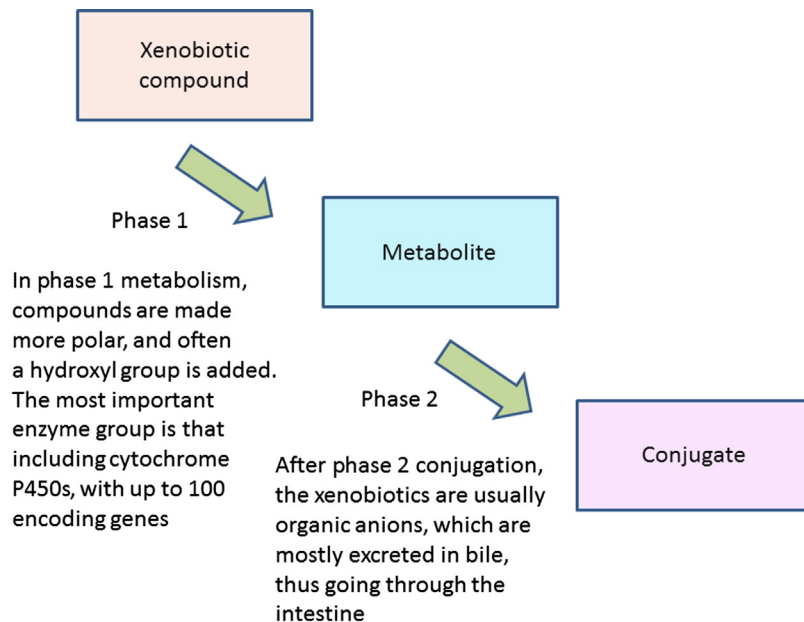 Xenobiotic
compound
Phase 1
Metabolite
In phase 1 metabolism,
compounds are made
more polar, and often
a hydroxyl group is added.
The most important
enzyme group is that
including cytochrome
P450s, with up to 100
encoding genes
Phase 2
Conjugate
After phase 2 conjugation,
the xenobiotics are usually
organic anions, which are
mostly excreted in bile,
thus going through the
intestine